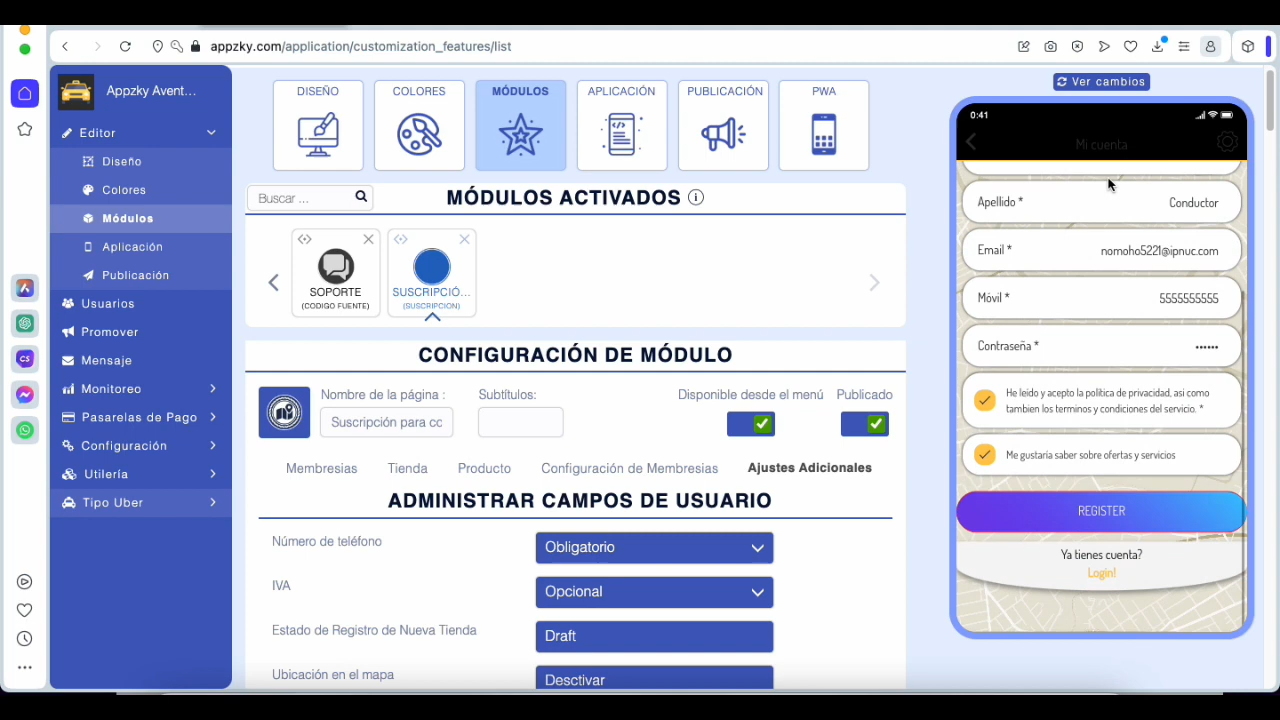 appzky.com/application/customization_features/list
Appzky Avent...
Editor
Diseño
Colores
Módulos
Aplicación
Publicación
Usuarios
Promover
Mensaje
Monitoreo
Pasarelas de Pago
Configuración
Utilería
Tipo Uber
CS
DISEÑO
COLORES
MÓDULOS
APLICACIÓN
PUBLICACIÓN
PWA
Buscar ...
MÓDULOS ACTIVADOS
SOPORTE
(CODIGO FUENTE)
SUSCRIPCIÓ...
(SUSCRIPCION)
CONFIGURACIÓN DE MÓDULO
Nombre de la página :
Subtítulos:
Disponible desde el menú
Publicado
Suscripción para cc
Membresias
Tienda
Producto
Configuración de Membresias
Ajustes Adicionales
ADMINISTRAR CAMPOS DE USUARIO
Número de teléfono
Obligatorio
IVA
Opcional
Estado de Registro de Nueva Tienda
Draft
Ubicación en el mapa
Desctivar
Ver cambios
0:41
Mi cuenta
Apellido *
Conductor
Email *
nomoho5221@ipnuc.com
Móvil *
5555555555
Contraseña *
••••••
He leido y acepto la política de privacidad, asi como
tambien los terminos y condiciones del servicio. *
Me gustaria saber sobre ofertas y servicios
REGISTER
Ya tienes cuenta?
Login!